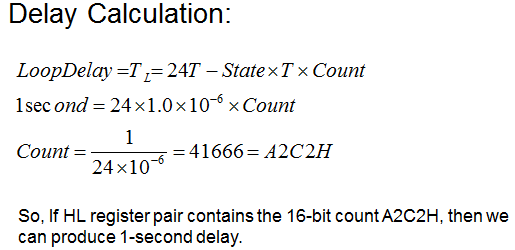 Delay Calculation:
LoopDelay =T_L= 24T − State×T × Count
1sec ond = 24×1.0×10⁻⁶ ×Count
Count = 1/(24×10⁻⁶) = 41666 = A2C2H
So, If HL register pair contains the 16-bit count A2C2H, then we
can produce 1-second delay.